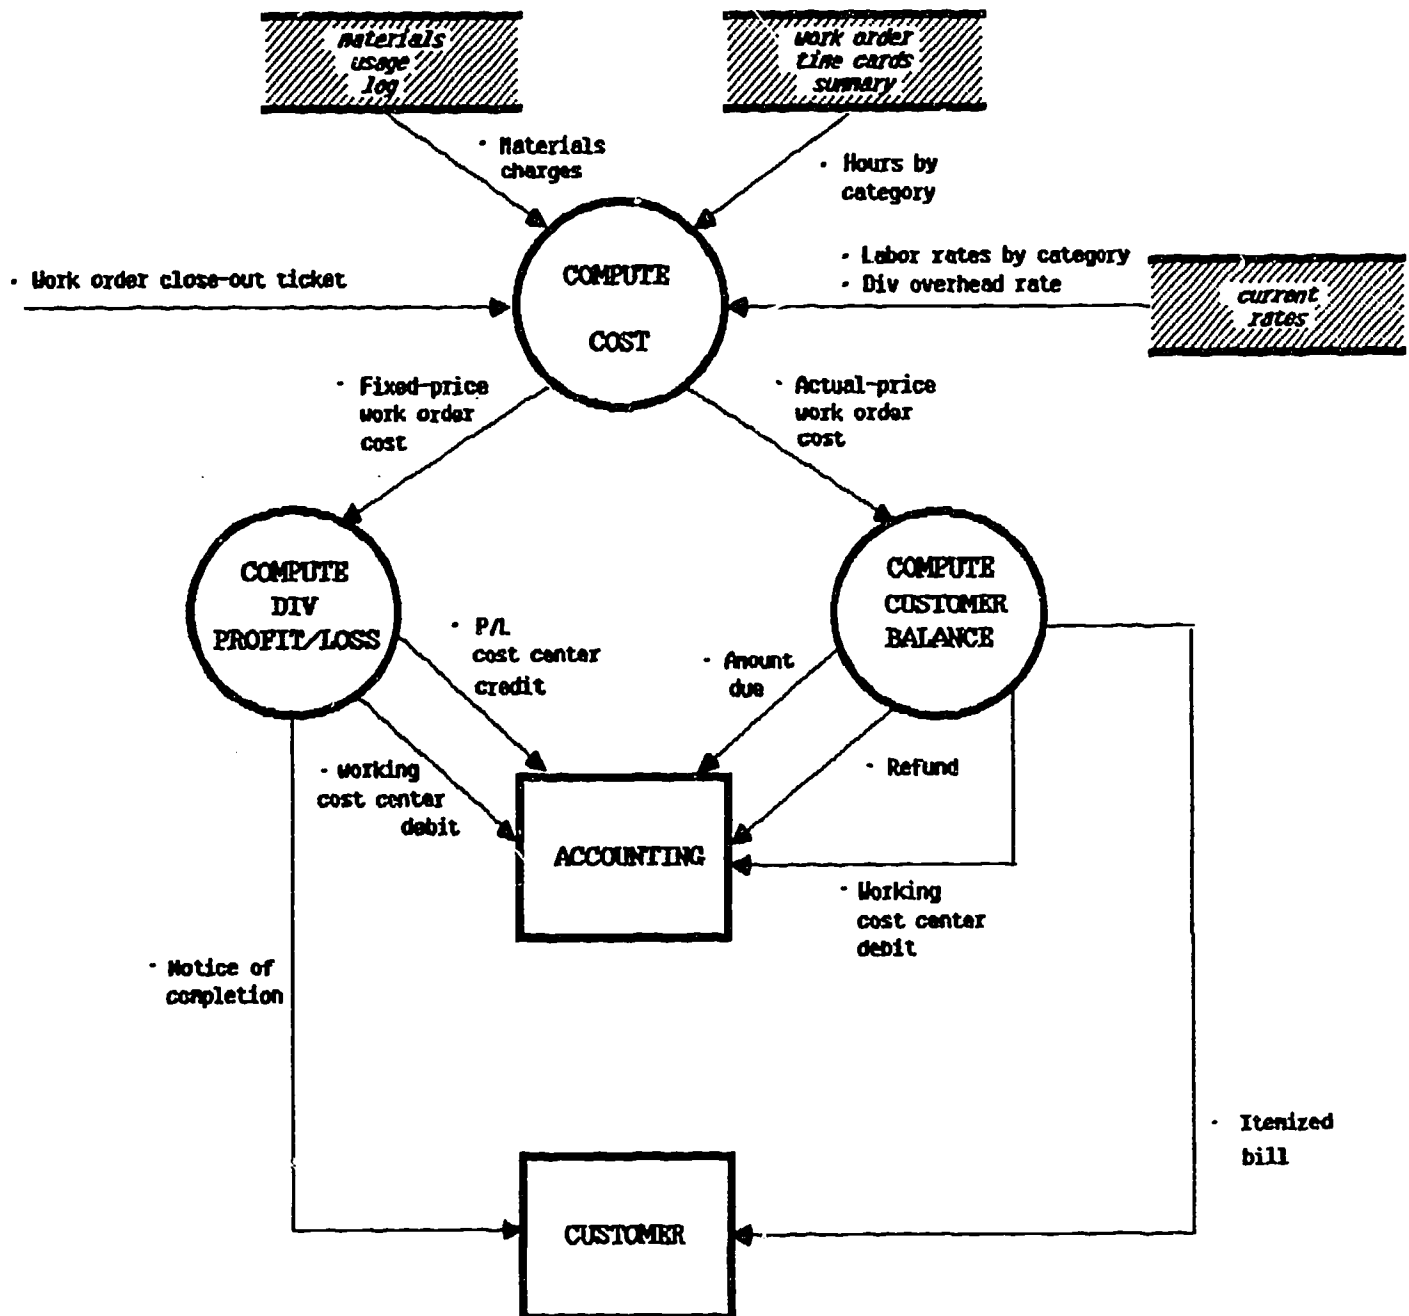 materials
usage
log
work order
time cards
summary
· Materials
charges
· Hours by
category
· Work order close-out ticket
COMPUTE
COST
· Labor rates by category
· Div overhead rate
current
rates
· Fixed-price
work order
cost
· Actual-price
work order
cost
COMPUTE
DIV
PROFIT/LOSS
COMPUTE
CUSTOMER
BALANCE
· P/L
cost center
credit
· Amount
due
· working
cost center
debit
· Refund
ACCOUNTING
· Working
cost center
debit
· Notice of
completion
· Itemized
bill
CUSTOMER